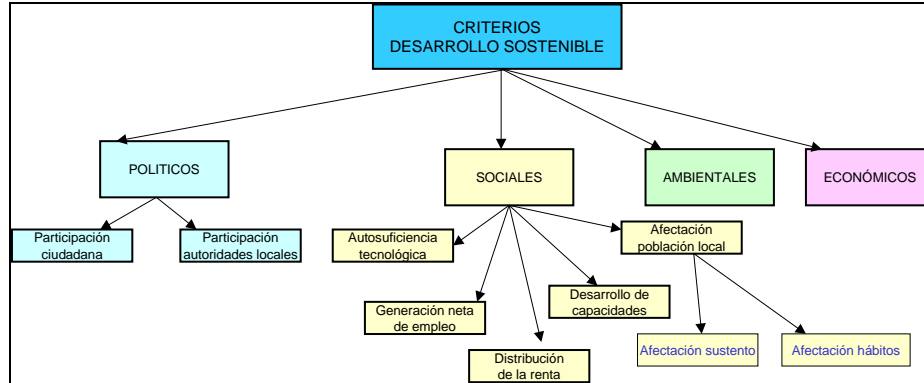 CRITERIOS
DESARROLLO SOSTENIBLE
POLITICOS
SOCIALES
AMBIENTALES
ECONÓMICOS
Participación
ciudadana
Participación
autoridades locales
Autosuficiencia
tecnológica
Afectación
población local
Generación neta
de empleo
Desarrollo de
capacidades
Distribución
de la renta
Afectación sustento
Afectación hábitos